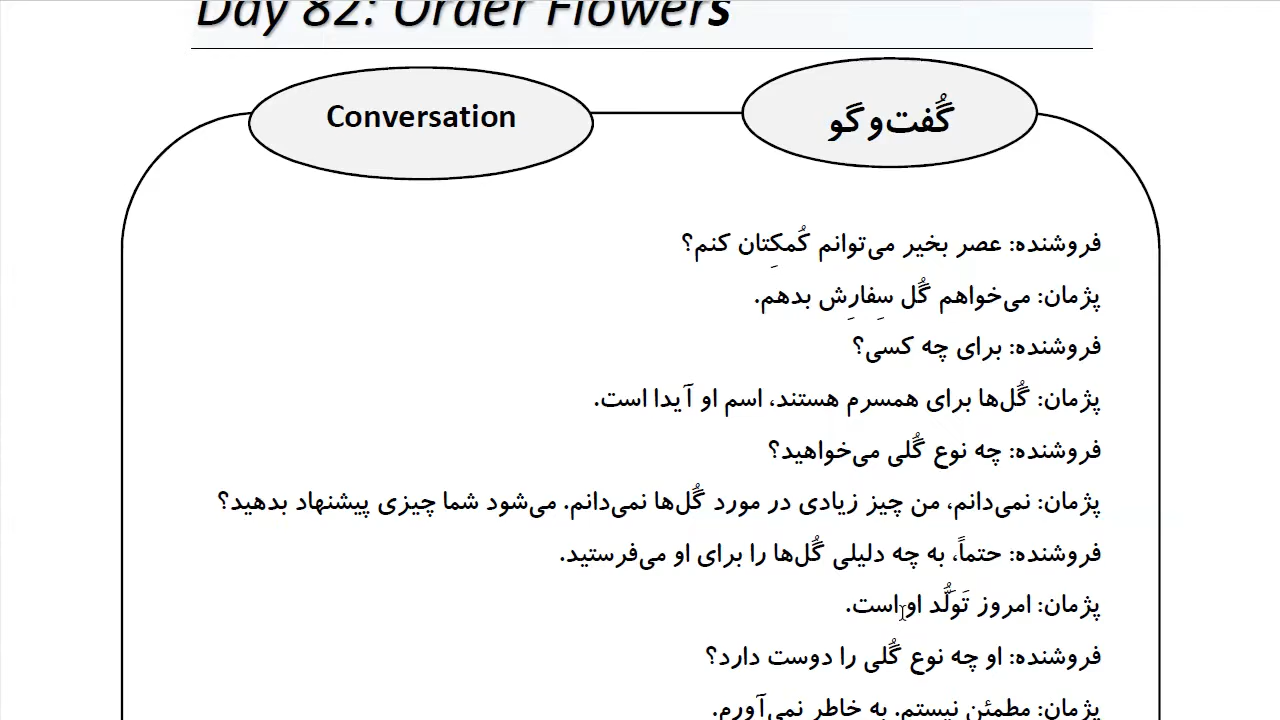 Day 82: Order Flowers
Conversation
گُفت‌وگو
فروشنده: عصر بخیر می‌توانم کُمکِتان کنم؟
پژمان: می‌خواهم گُل سِفارِش بدهم.
فروشنده: برای چه کسی؟
پژمان: گُل‌ها برای همسرم هستند، اسم او آیدا است.
فروشنده: چه نوع گُلی می‌خواهید؟
پژمان: نمی‌دانم، من چیز زیادی در مورد گُل‌ها نمی‌دانم. می‌شود شما چیزی پیشنهاد بدهید؟
فروشنده: حتماً، به چه دلیلی گُل‌ها را برای او می‌فرستید.
پژمان: امروز تَوَلُّد او است.
فروشنده: او چه نوع گُلی را دوست دارد؟
پژمان: مطمئن نیستم. به خاطر نمی‌آورم.